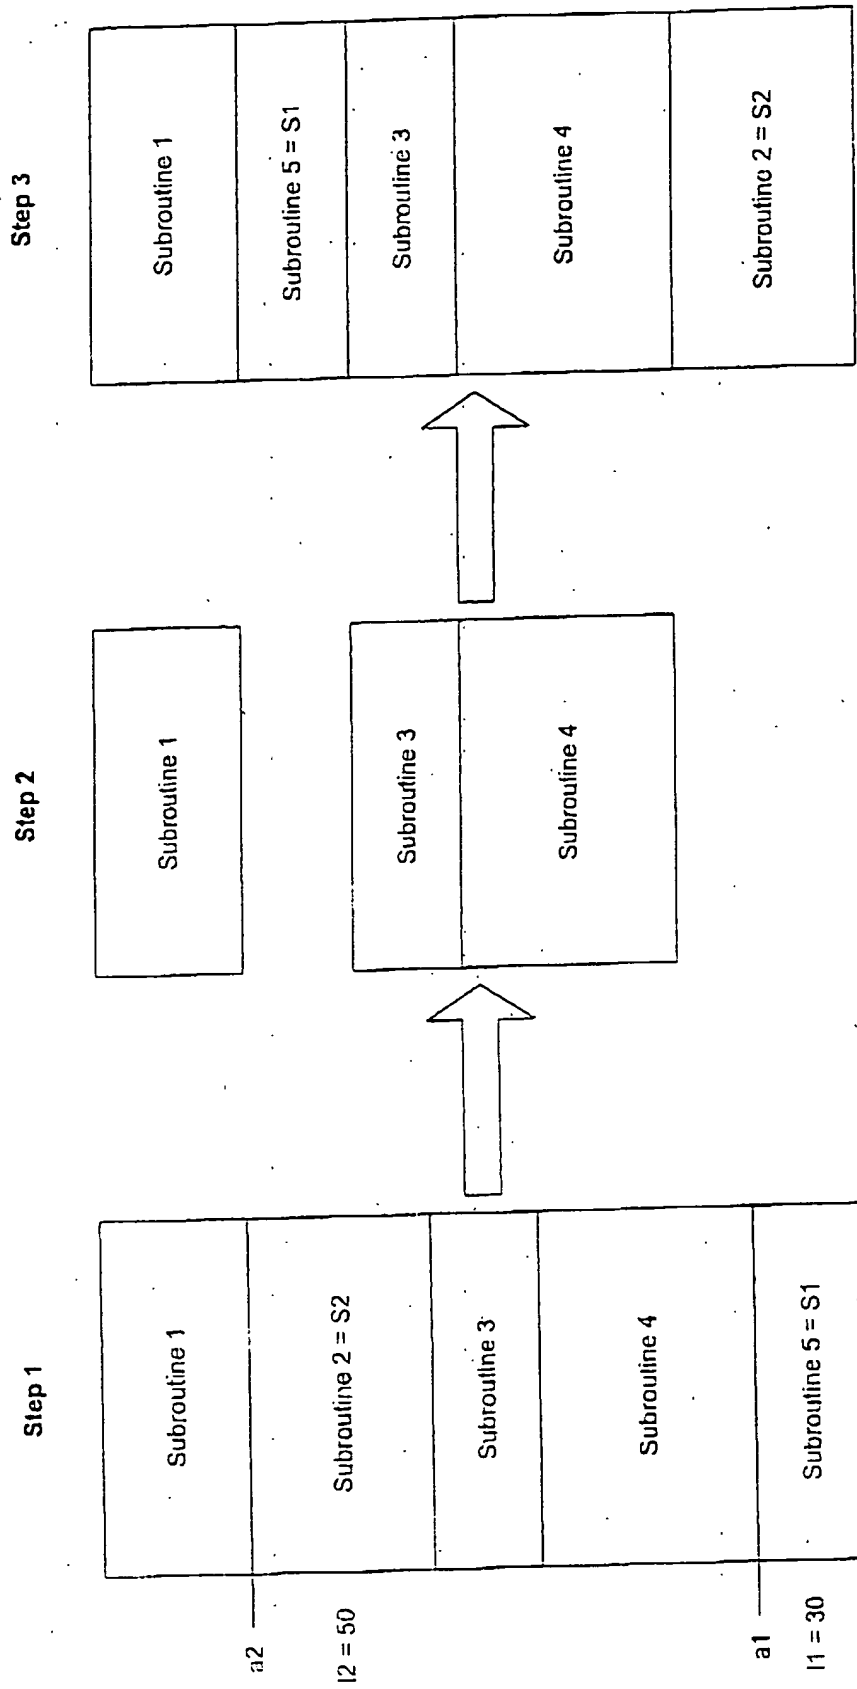 Step 1
Subroutine 1
a2
l2 = 50
Subroutine 2 = S2
Subroutine 3
Subroutine 4
a1
l1 = 30
Subroutine 5 = S1
Step 2
Subroutine 1
Subroutine 3
Subroutine 4
Step 3
Subroutine 1
Subroutine 5 = S1
Subroutine 3
Subroutine 4
Subroutine 2 = S2